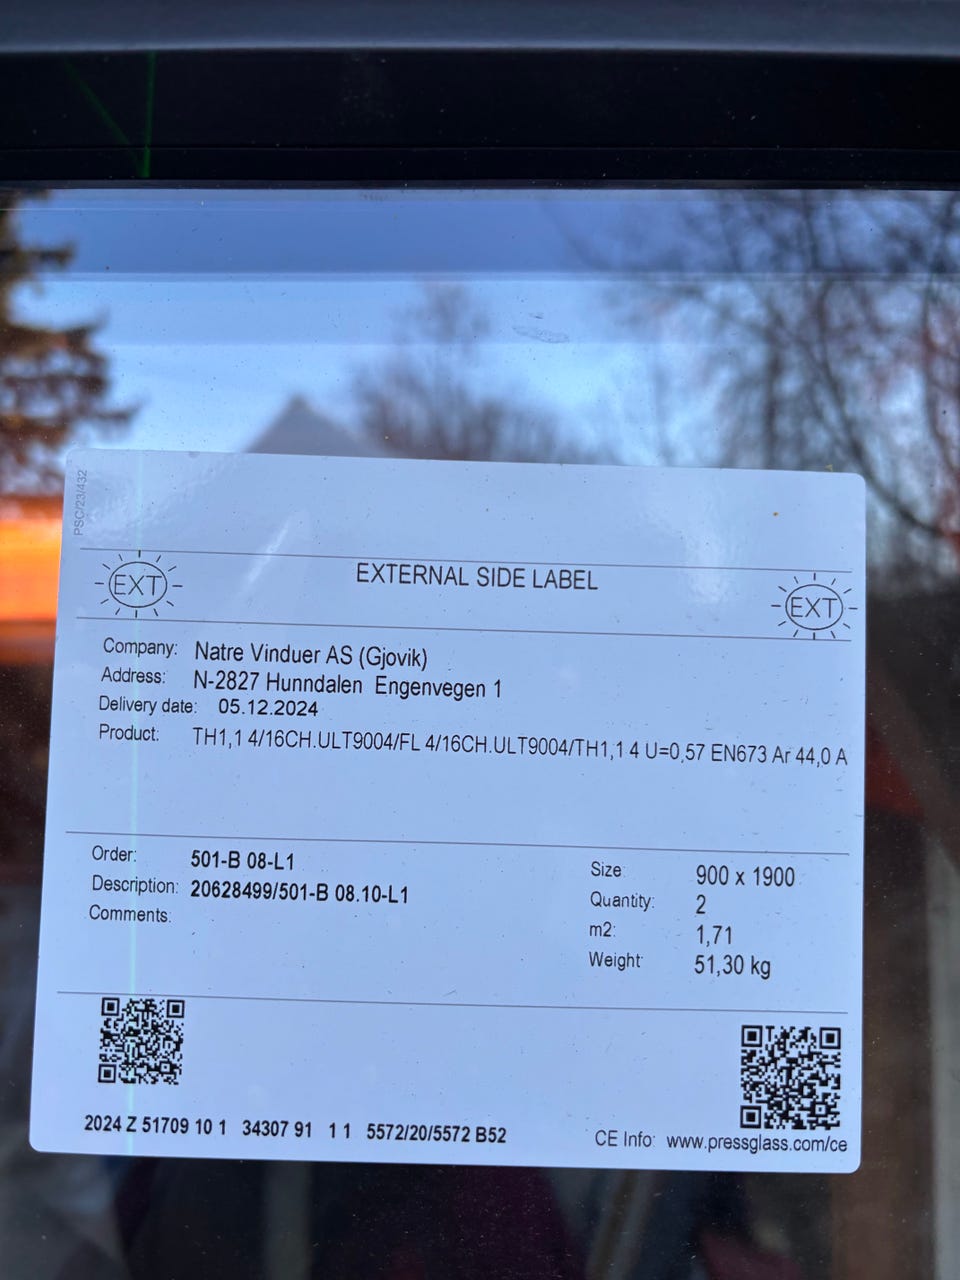 PSC/23/432
EXT
EXTERNAL SIDE LABEL
EXT
Company: Natre Vinduer AS (Gjovik)
Address: N-2827 Hunndalen Engenvegen 1
Delivery date: 05.12.2024
Product: TH1,1 4/16CH.ULT9004/FL 4/16CH.ULT9004/TH1,1 4 U=0,57 EN673 Ar 44,0 A
Order: 501-B 08-L1
Description: 20628499/501-B 08.10-L1
Comments:
Size: 900 x 1900
Quantity: 2
m2: 1,71
Weight: 51,30 kg
2024 Z 51709 10 1 34307 91 1 1 5572/20/5572 B52
CE Info: www.pressglass.com/ce